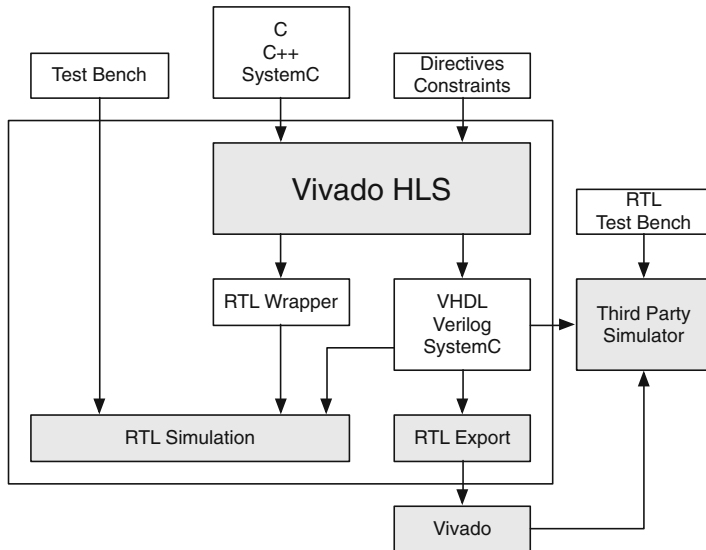 C
C++
SystemC
Test Bench
Directives
Constraints
Vivado HLS
RTL
Test Bench
RTL Wrapper
VHDL
Verilog
SystemC
Third Party
Simulator
RTL Simulation
RTL Export
Vivado